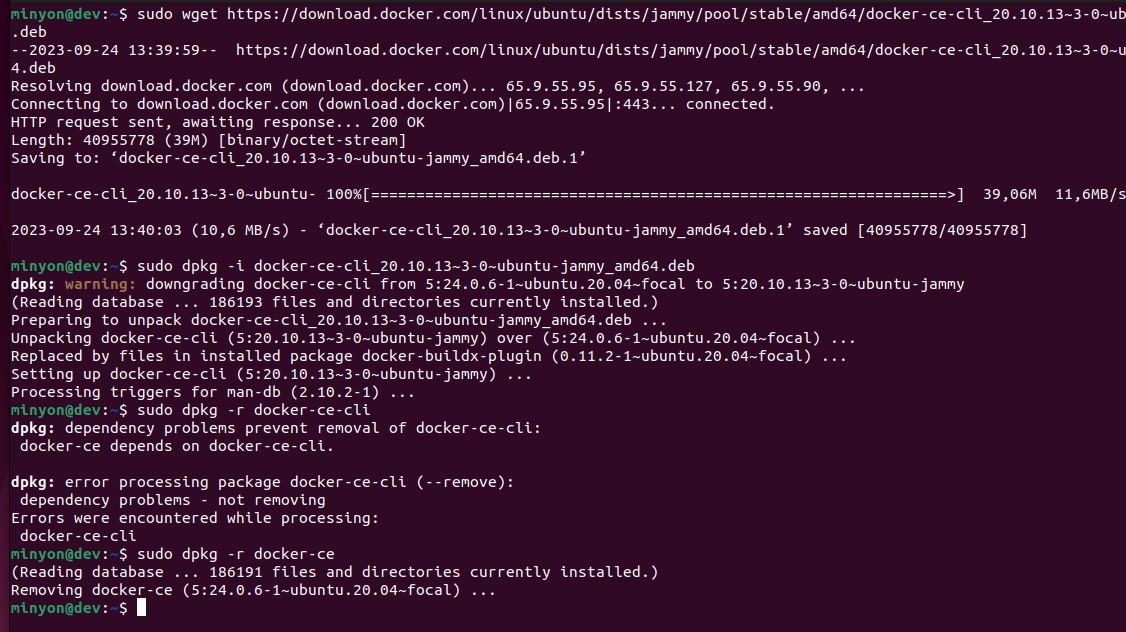 minyon@dev:~$ sudo wget https://download.docker.com/linux/ubuntu/dists/jammy/pool/stable/amd64/docker-ce-cli_20.10.13~3-0~ub
.deb
--2023-09-24 13:39:59--  https://download.docker.com/linux/ubuntu/dists/jammy/pool/stable/amd64/docker-ce-cli_20.10.13~3-0~u
4.deb
Resolving download.docker.com (download.docker.com)... 65.9.55.95, 65.9.55.127, 65.9.55.90, ...
Connecting to download.docker.com (download.docker.com)|65.9.55.95|:443... connected.
HTTP request sent, awaiting response... 200 OK
Length: 40955778 (39M) [binary/octet-stream]
Saving to: ‘docker-ce-cli_20.10.13~3-0~ubuntu-jammy_amd64.deb.1’
docker-ce-cli_20.10.13~3-0~ubuntu- 100%[================================================================>]  39,06M  11,6MB/s
2023-09-24 13:40:03 (10,6 MB/s) - ‘docker-ce-cli_20.10.13~3-0~ubuntu-jammy_amd64.deb.1’ saved [40955778/40955778]
minyon@dev:~$ sudo dpkg -i docker-ce-cli_20.10.13~3-0~ubuntu-jammy_amd64.deb
dpkg: warning: downgrading docker-ce-cli from 5:24.0.6-1~ubuntu.20.04~focal to 5:20.10.13~3-0~ubuntu-jammy
(Reading database ... 186193 files and directories currently installed.)
Preparing to unpack docker-ce-cli_20.10.13~3-0~ubuntu-jammy_amd64.deb ...
Unpacking docker-ce-cli (5:20.10.13~3-0~ubuntu-jammy) over (5:24.0.6-1~ubuntu.20.04~focal) ...
Replaced by files in installed package docker-buildx-plugin (0.11.2-1~ubuntu.20.04~focal) ...
Setting up docker-ce-cli (5:20.10.13~3-0~ubuntu-jammy) ...
Processing triggers for man-db (2.10.2-1) ...
minyon@dev:~$ sudo dpkg -r docker-ce-cli
dpkg: dependency problems prevent removal of docker-ce-cli:
 docker-ce depends on docker-ce-cli.
dpkg: error processing package docker-ce-cli (--remove):
 dependency problems - not removing
Errors were encountered while processing:
 docker-ce-cli
minyon@dev:~$ sudo dpkg -r docker-ce
(Reading database ... 186191 files and directories currently installed.)
Removing docker-ce (5:24.0.6-1~ubuntu.20.04~focal) ...
minyon@dev:~$